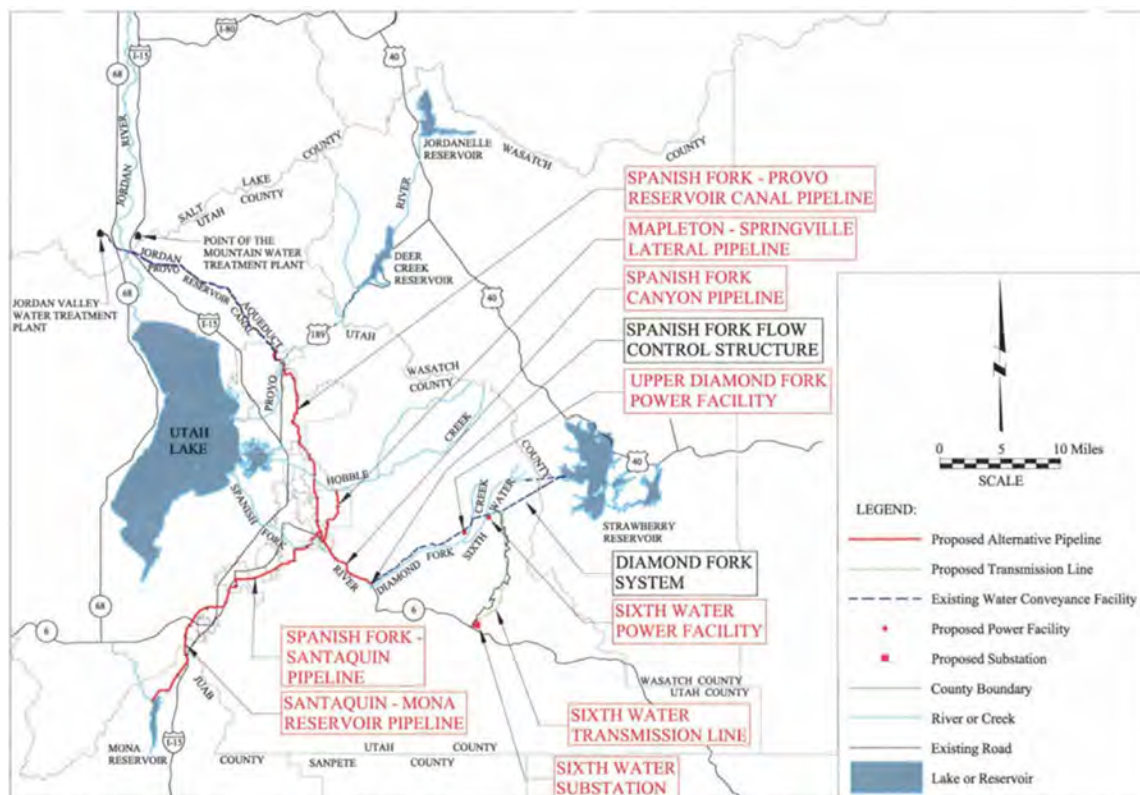 I-80
I-15
40
68
JORDAN RIVER
JORDANELLE
RESERVOIR
WASATCH
COUNTY
SALT LAKE COUNTY
UTAH COUNTY
RIVER
SPANISH FORK - PROVO
RESERVOIR CANAL PIPELINE
MAPLETON - SPRINGVILLE
LATERAL PIPELINE
SPANISH FORK
CANYON PIPELINE
SPANISH FORK FLOW
CONTROL STRUCTURE
UPPER DIAMOND FORK
POWER FACILITY
POINT OF THE
MOUNTAIN WATER
TREATMENT PLANT
DEER
CREEK
RESERVOIR
JORDAN AQUEDUCT
PROVO RESERVOIR CANAL
JORDAN VALLEY
WATER TREATMENT
PLANT
68
I-15
189
40
UTAH
WASATCH
COUNTY
PROVO
UTAH
LAKE
HOBBLE CREEK
SPANISH FORK
RIVER
DIAMOND FORK
CREEK
SIXTH WATER
COUNTY
40
STRAWBERRY
RESERVOIR
DIAMOND FORK
SYSTEM
SIXTH WATER
POWER FACILITY
68
6
6
SPANISH FORK -
SANTAQUIN
PIPELINE
SANTAQUIN - MONA
RESERVOIR PIPELINE
SIXTH WATER
TRANSMISSION LINE
SIXTH WATER
SUBSTATION
WASATCH COUNTY
UTAH COUNTY
JUAB
COUNTY
UTAH COUNTY
SANPETE COUNTY
MONA
RESERVOIR
I-15
N
0 5 10 Miles
SCALE
LEGEND:
Proposed Alternative Pipeline
Proposed Transmission Line
Existing Water Conveyance Facility
Proposed Power Facility
Proposed Substation
County Boundary
River or Creek
Existing Road
Lake or Reservoir